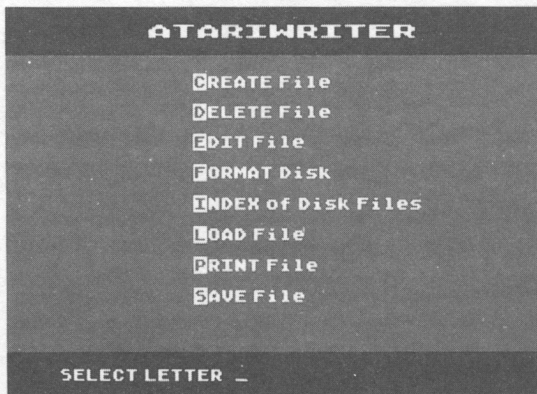 ATARIWRITER
CREATE File
DELETE File
EDIT File
FORMAT Disk
INDEX of Disk Files
LOAD File
PRINT File
SAVE File
SELECT LETTER _